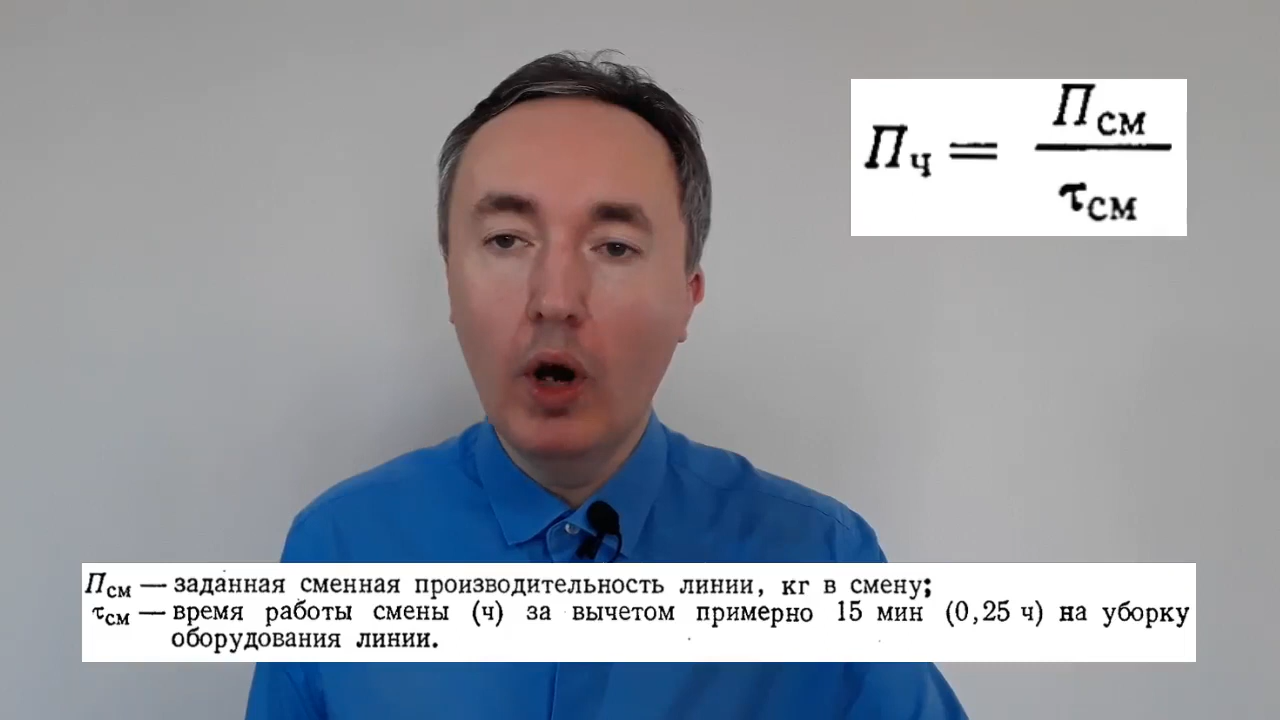 Пч = Псм / τсм
Псм — заданная сменная производительность линии, кг в смену;
τсм — время работы смены (ч) за вычетом примерно 15 мин (0,25 ч) на уборку
оборудования линии.